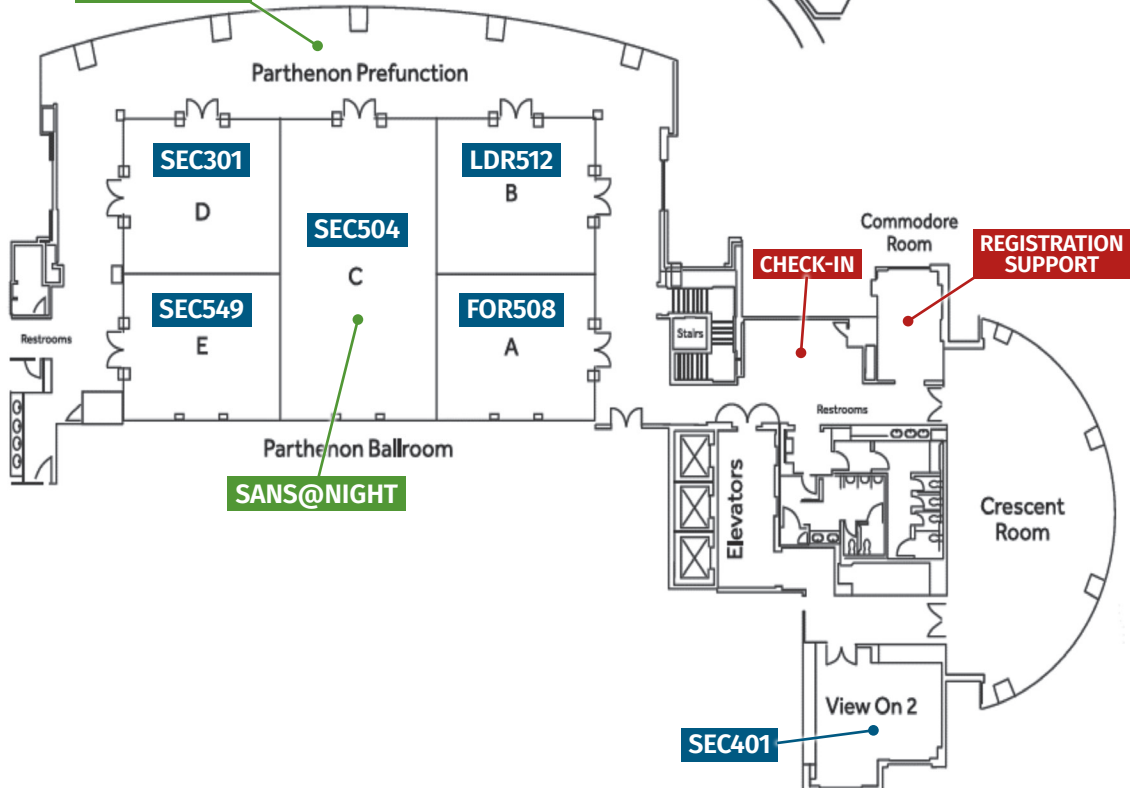 Parthenon Prefunction
SEC301
D
LDR512
B
SEC504
C
SEC549
E
FOR508
A
Restrooms
Parthenon Ballroom
SANS@NIGHT
Stairs
CHECK-IN
Commodore
Room
REGISTRATION
SUPPORT
Restrooms
Elevators
Crescent
Room
View On 2
SEC401